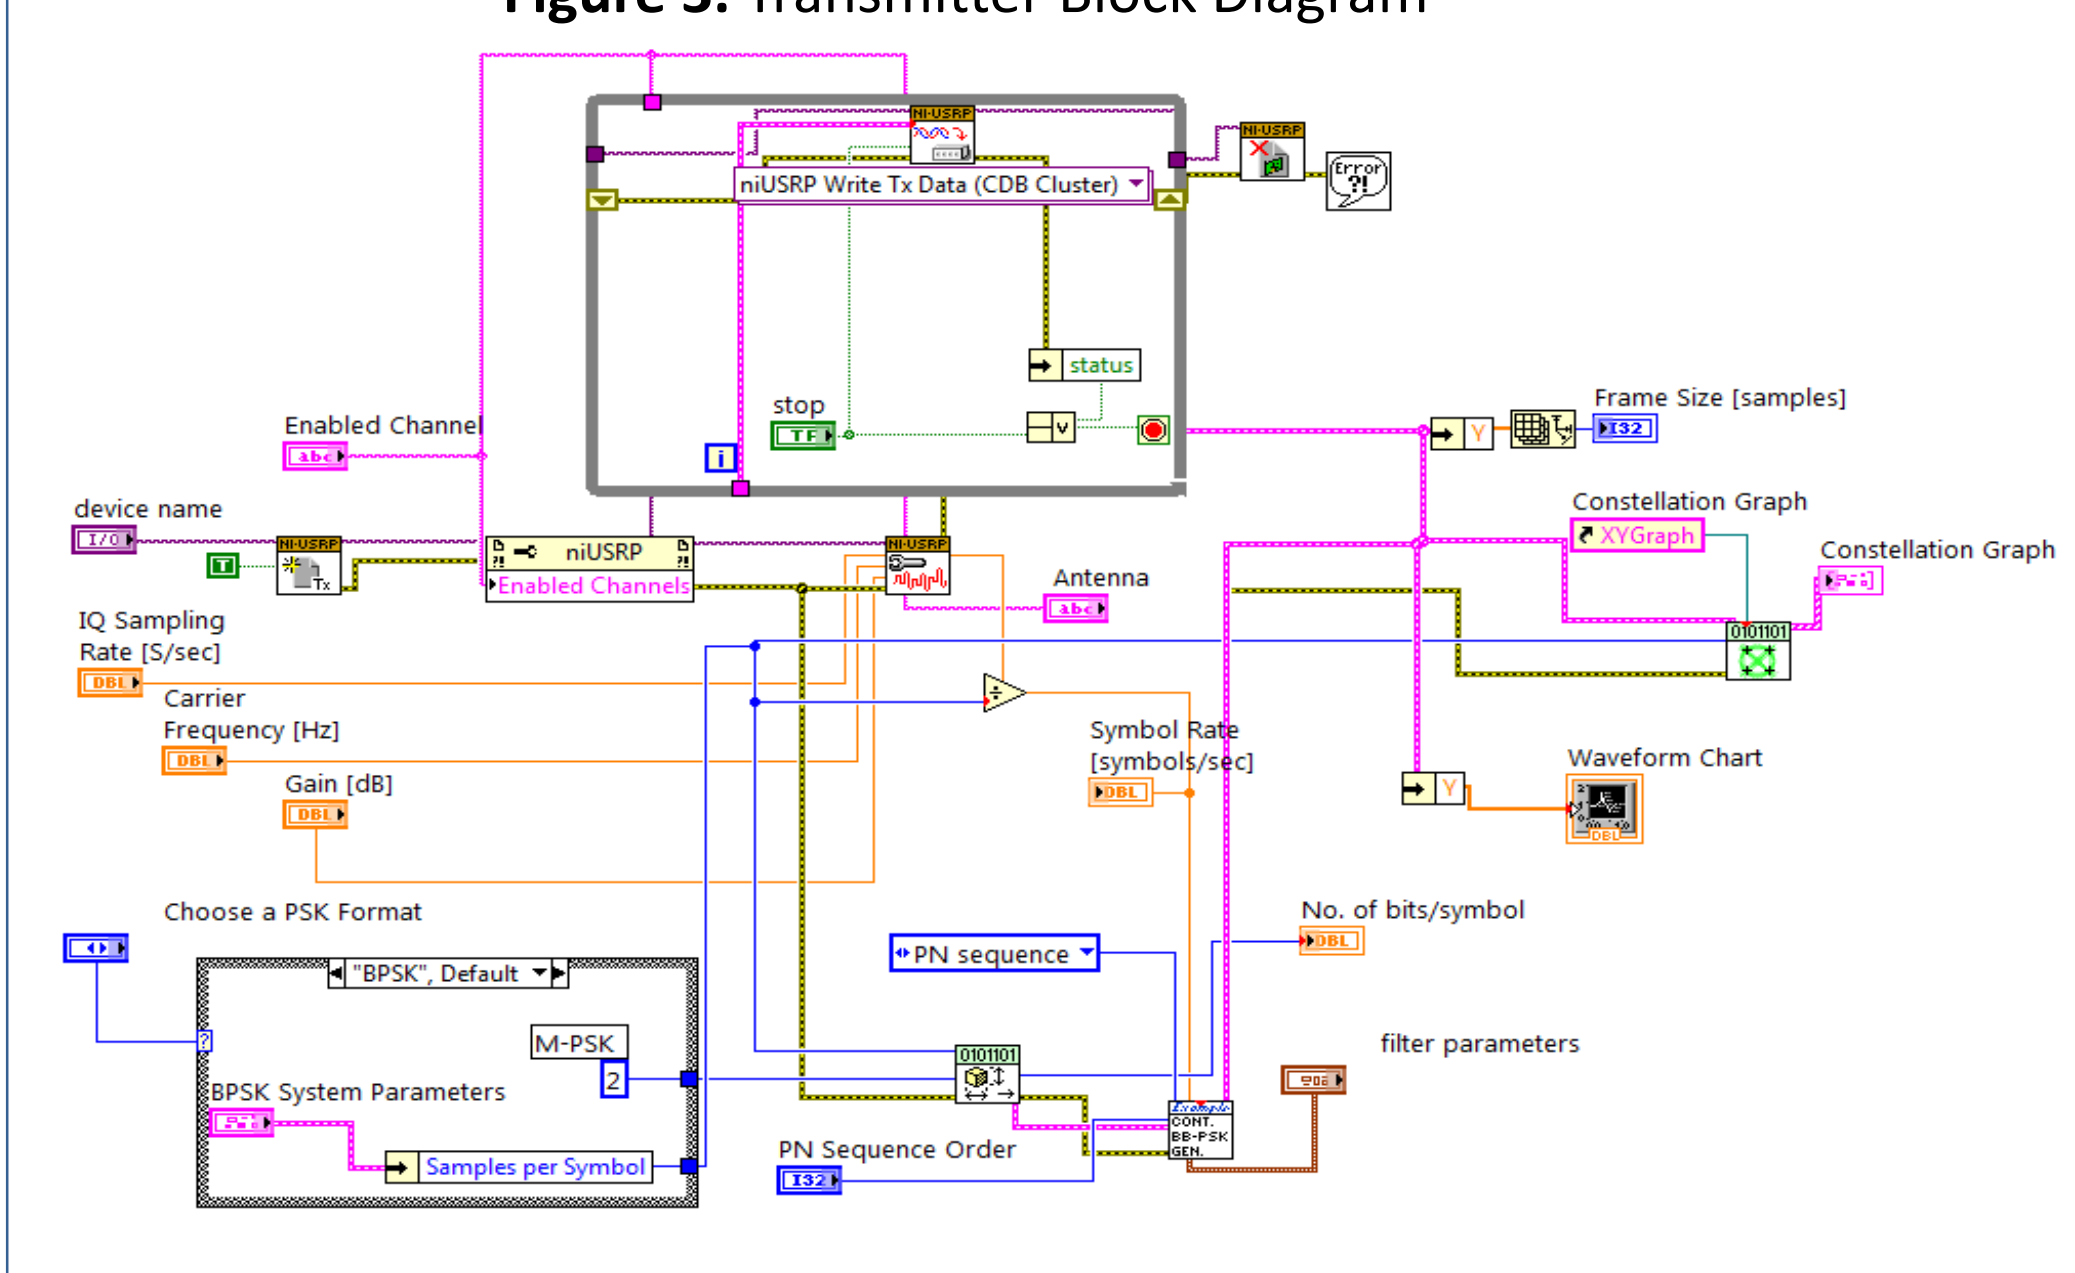 Figure 3. Transmitter Block Diagram
NI-USRP
NI-USRP
Error
?!
niUSRP Write Tx Data (CDB Cluster)
status
stop
TF
i
Frame Size [samples]
Y
I32
Enabled Channel
abc
device name
I/O
T
NI-USRP
Tx
niUSRP
?!
?!
Enabled Channels
NI-USRP
Constellation Graph
XYGraph
Constellation Graph
Antenna
abc
0101101
IQ Sampling
Rate [S/sec]
DBL
Carrier
Frequency [Hz]
DBL
Gain [dB]
DBL
÷
Symbol Rate
[symbols/sec]
DBL
Y
Waveform Chart
DBL
Choose a PSK Format
"BPSK", Default
?
M-PSK
2
BPSK System Parameters
Samples per Symbol
PN sequence
No. of bits/symbol
DBL
0101101
filter parameters
Example
CONT.
BB-PSK
GEN.
PN Sequence Order
I32